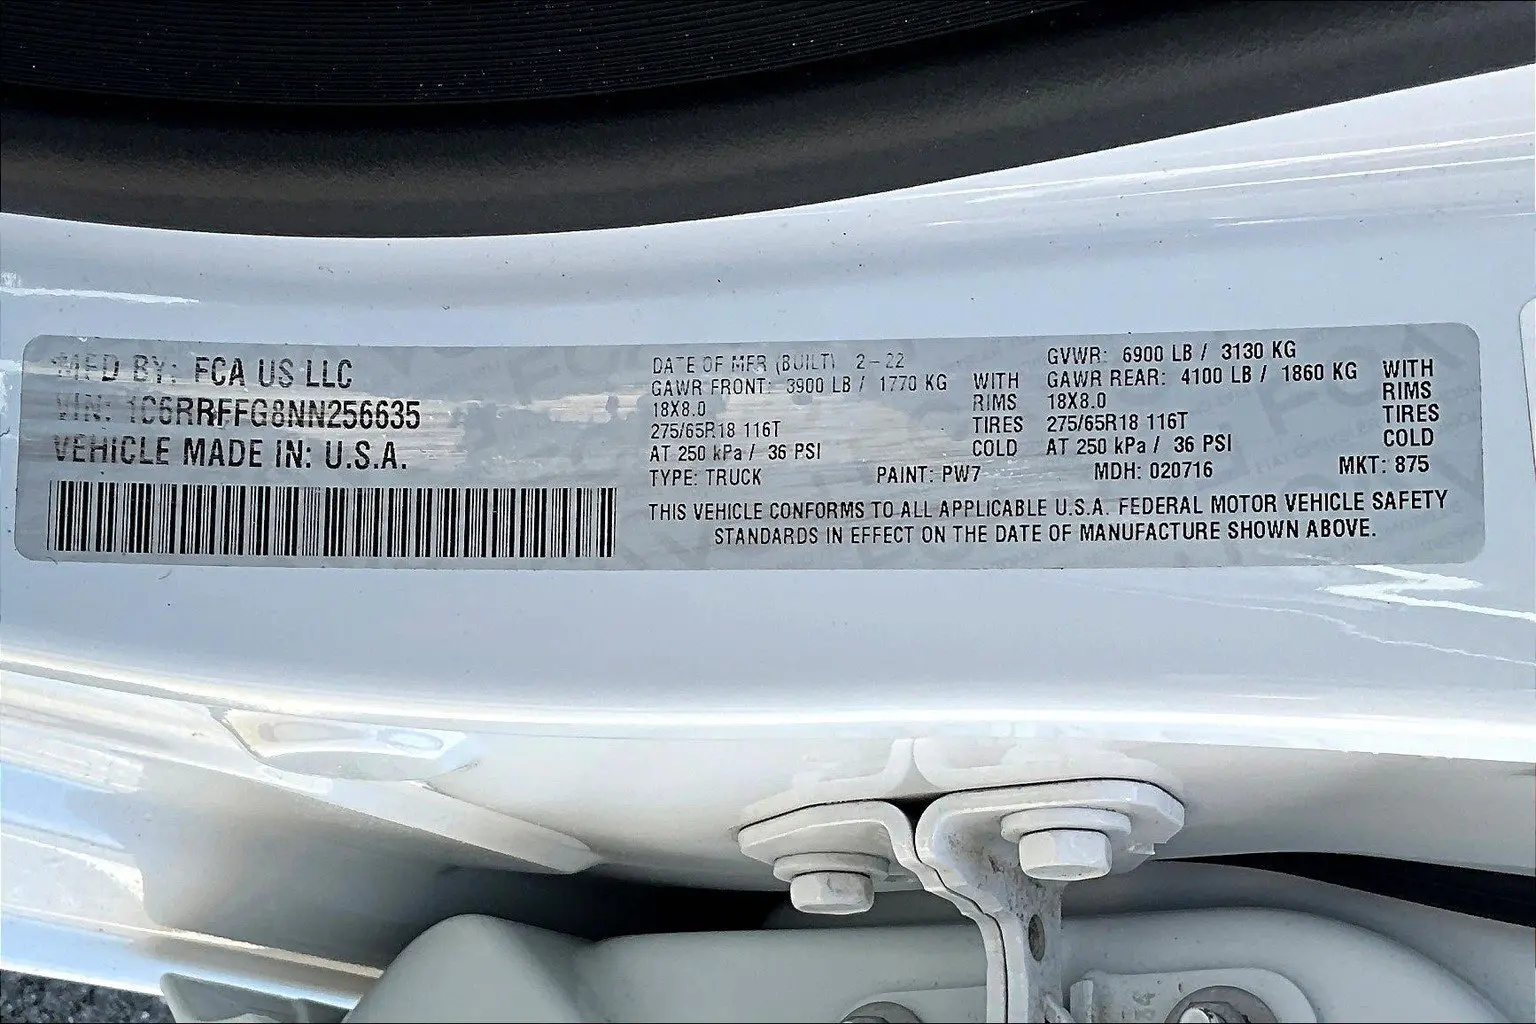 MFD BY: FCA US LLC
VIN: 1C6RRFFG8NN256635
VEHICLE MADE IN: U.S.A.
DATE OF MFR (BUILT) 2-22
GAWR FRONT: 3900 LB / 1770 KG WITH
18X8.0 RIMS
275/65R18 116T TIRES
AT 250 kPa / 36 PSI COLD
GVWR: 6900 LB / 3130 KG
GAWR REAR: 4100 LB / 1860 KG WITH
18X8.0 RIMS
275/65R18 116T TIRES
AT 250 kPa / 36 PSI COLD
TYPE: TRUCK PAINT: PW7 MDH: 020716 MKT: 875
THIS VEHICLE CONFORMS TO ALL APPLICABLE U.S.A. FEDERAL MOTOR VEHICLE SAFETY
STANDARDS IN EFFECT ON THE DATE OF MANUFACTURE SHOWN ABOVE.